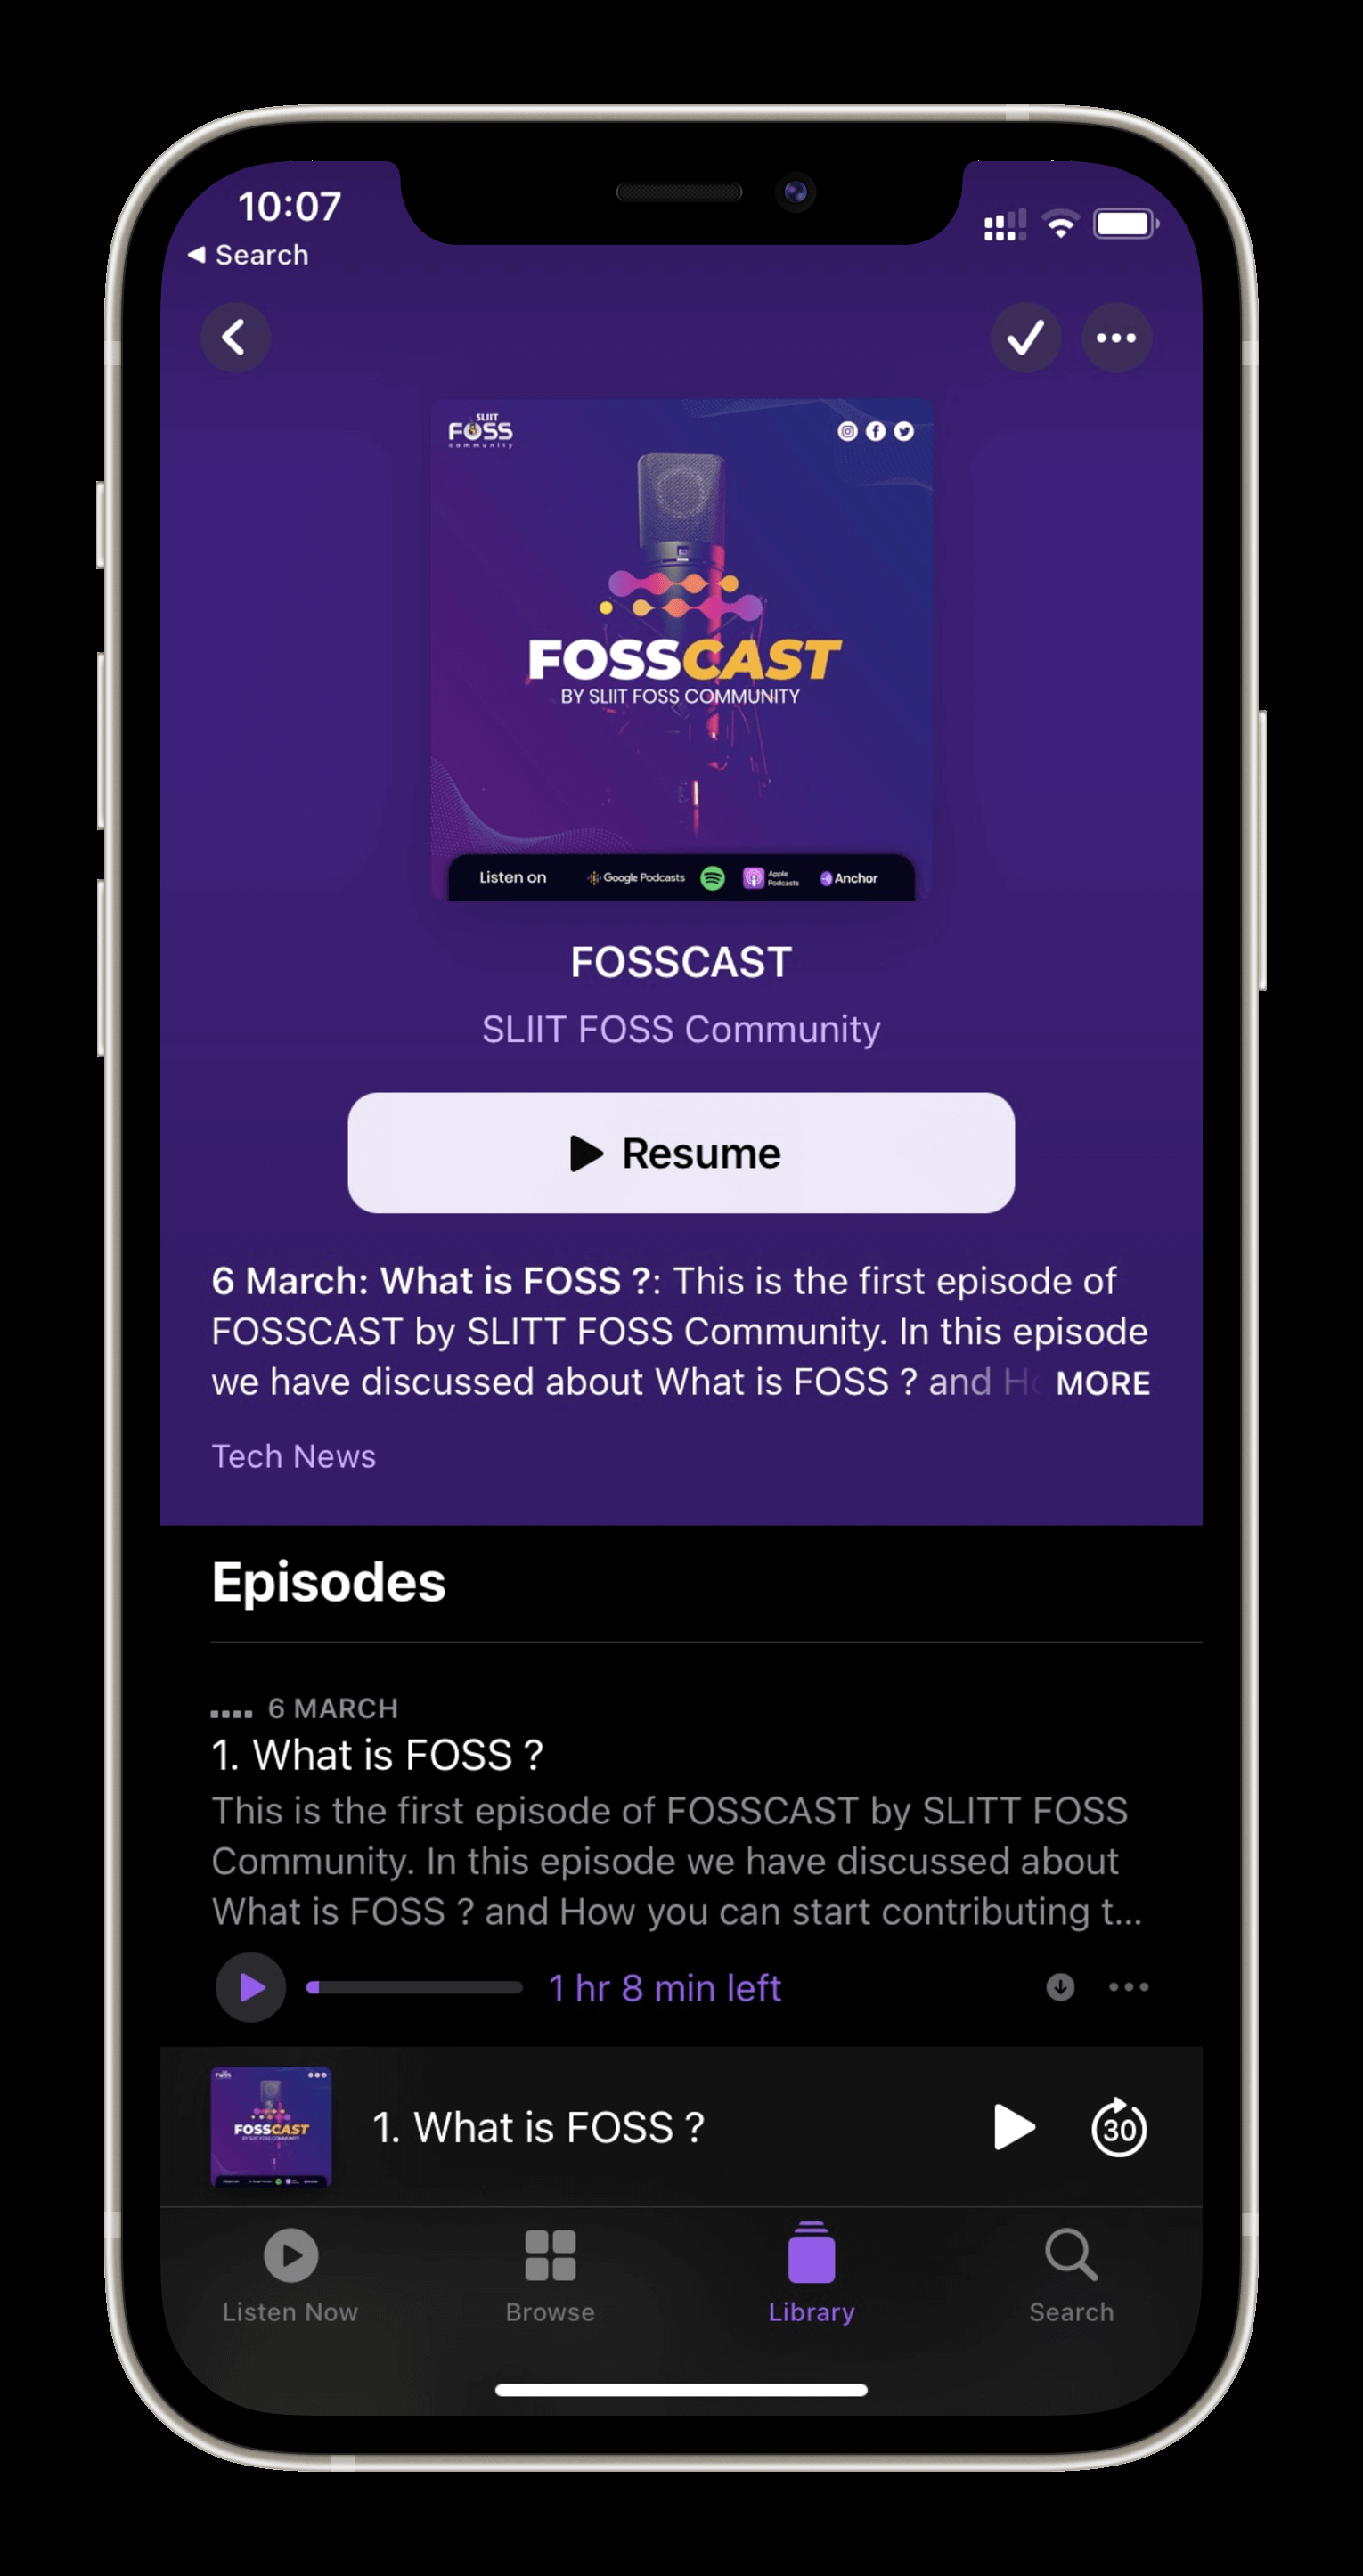 10:07
Search
SLIIT
FOSS
community
FOSSCAST
BY SLIIT FOSS COMMUNITY
Listen on Google Podcasts Apple Podcasts Anchor
FOSSCAST
SLIIT FOSS Community
Resume
6 March: What is FOSS ?: This is the first episode of
FOSSCAST by SLITT FOSS Community. In this episode
we have discussed about What is FOSS ? and Ho MORE
Tech News
Episodes
6 MARCH
1. What is FOSS ?
This is the first episode of FOSSCAST by SLITT FOSS
Community. In this episode we have discussed about
What is FOSS ? and How you can start contributing t...
1 hr 8 min left
FOSSCAST
1. What is FOSS ?
30
Listen Now
Browse
Library
Search